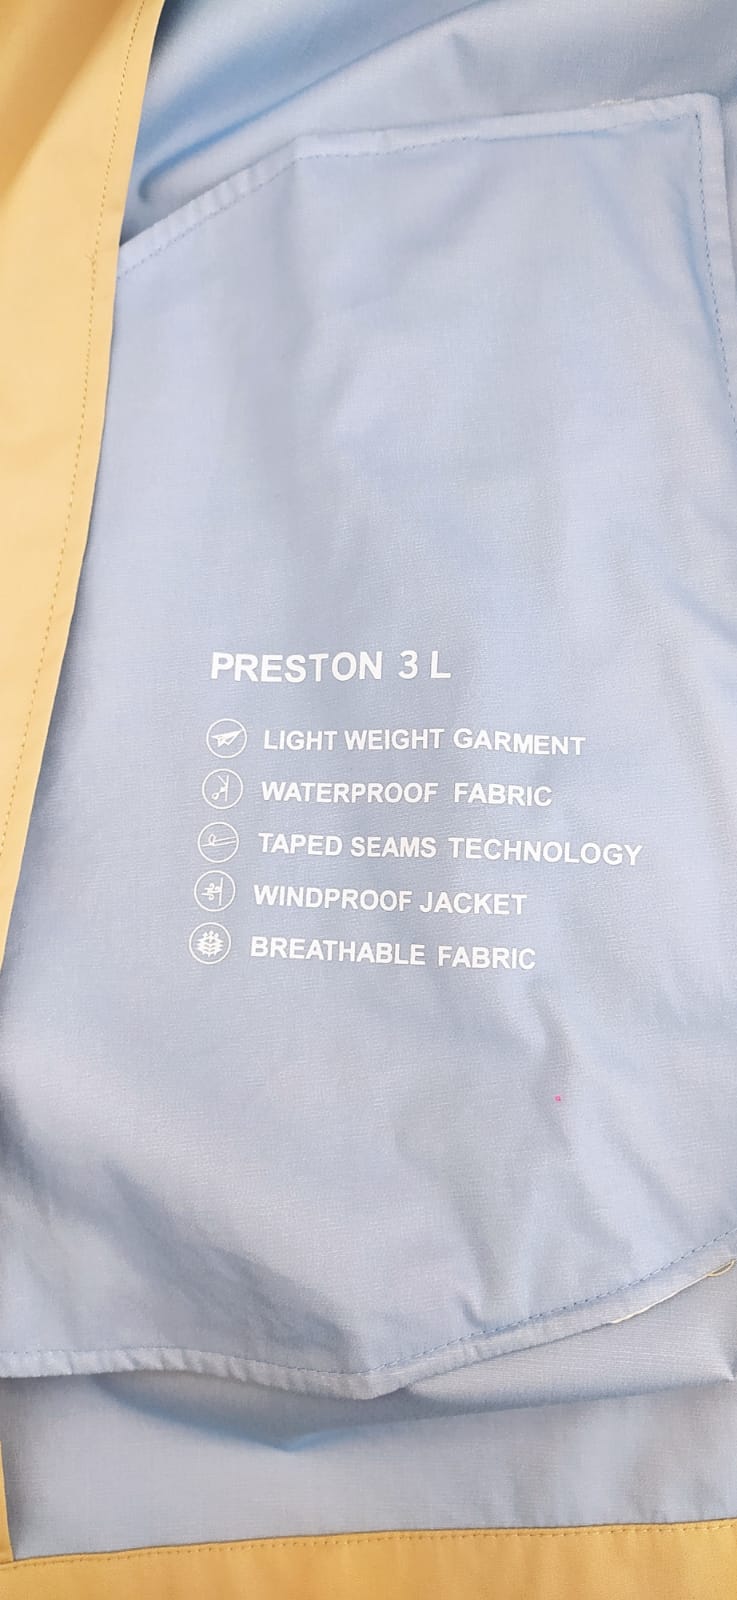 PRESTON 3 L
LIGHT WEIGHT GARMENT
WATERPROOF FABRIC
TAPED SEAMS TECHNOLOGY
WINDPROOF JACKET
BREATHABLE FABRIC